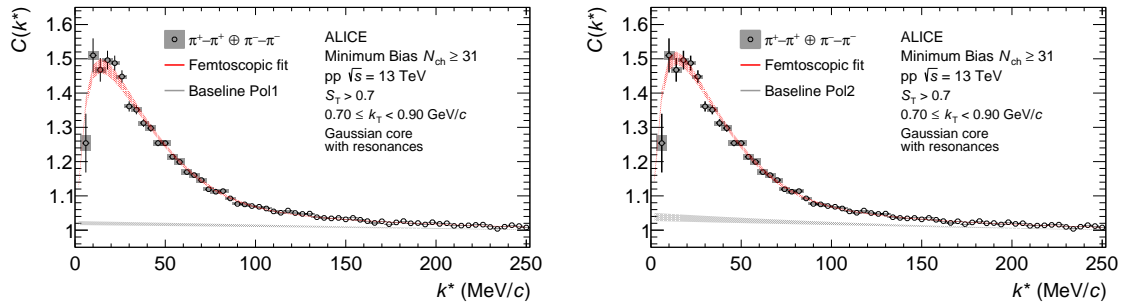 C(k*)
1.6
1.5
1.4
1.3
1.2
1.1
1
π⁺–π⁺ ⊕ π⁻–π⁻
Femtoscopic fit
Baseline Pol1
ALICE
Minimum Bias N_ch ≥ 31
pp √s = 13 TeV
S_T > 0.7
0.70 ≤ k_T < 0.90 GeV/c
Gaussian core
with resonances
0 50 100 150 200 250
k* (MeV/c)
C(k*)
1.6
1.5
1.4
1.3
1.2
1.1
1
π⁺–π⁺ ⊕ π⁻–π⁻
Femtoscopic fit
Baseline Pol2
ALICE
Minimum Bias N_ch ≥ 31
pp √s = 13 TeV
S_T > 0.7
0.70 ≤ k_T < 0.90 GeV/c
Gaussian core
with resonances
0 50 100 150 200 250
k* (MeV/c)